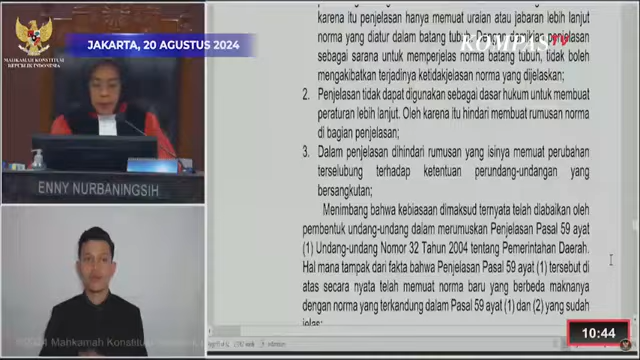 MAHKAMAH KONSTITUSI
REPUBLIK INDONESIA
JAKARTA, 20 AGUSTUS 2024
ENNY NURBANINGSIH
KOMPAS TV
karena itu penjelasan hanya memuat uraian atau jabaran lebih lanjut
norma yang diatur dalam batang tubuh. Dengan demikian penjelasan
sebagai sarana untuk memperjelas norma batang tubuh, tidak boleh
mengakibatkan terjadinya ketidakjelasan norma yang dijelaskan;
2. Penjelasan tidak dapat digunakan sebagai dasar hukum untuk membuat
peraturan lebih lanjut. Oleh karena itu hindari membuat rumusan norma
di bagian penjelasan;
3. Dalam penjelasan dihindari rumusan yang isinya memuat perubahan
terselubung terhadap ketentuan perundang-undangan yang
bersangkutan;
Menimbang bahwa kebiasaan dimaksud ternyata telah diabaikan oleh
pembentuk undang-undang dalam merumuskan Penjelasan Pasal 59 ayat
(1) Undang-undang Nomor 32 Tahun 2004 tentang Pemerintahan Daerah.
Hal mana tampak dari fakta bahwa Penjelasan Pasal 59 ayat (1) tersebut di
atas secara nyata telah memuat norma baru yang berbeda maknanya
dengan norma yang terkandung dalam Pasal 59 ayat (1) dan (2) yang sudah
jelas;
Mahkamah Konstitusi
10:44